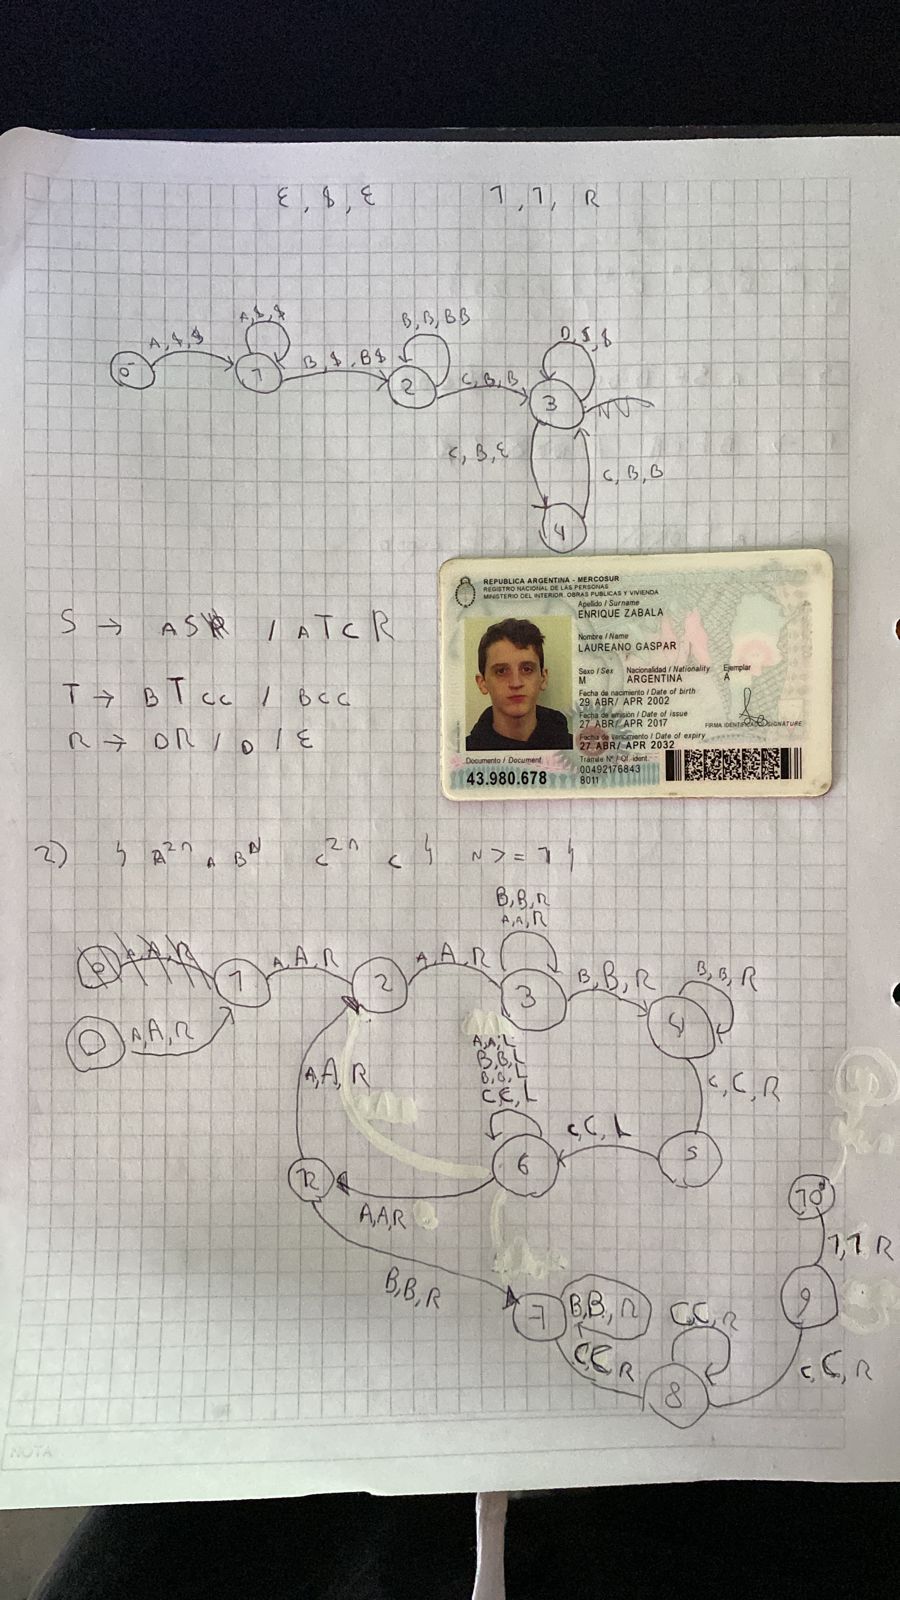 ε, $, ε    1, 1, R
A, $, $
A, $, $
B, $, B$
B, B, BB
C, B, B
D, $, $
0
1
2
3
C, B, ε
C, B, B
4
REPUBLICA ARGENTINA - MERCOSUR
REGISTRO NACIONAL DE LAS PERSONAS
MINISTERIO DEL INTERIOR, OBRAS PUBLICAS Y VIVIENDA
Apellido / Surname
ENRIQUE ZABALA
Nombre / Name
LAUREANO GASPAR
Sexo / Sex   Nacionalidad / Nationality   Ejemplar
M   ARGENTINA   A
Fecha de nacimiento / Date of birth
29 ABR/ APR 2002
Fecha de emisión / Date of issue
27 ABR/ APR 2017
FIRMA IDENTIFICADO / SIGNATURE
Fecha de vencimiento / Date of expiry
27 ABR/ APR 2032
Documento / Document
43.980.678
Trámite Nº / Of. ident.
00492176843
8011
S → AS / ATCR
T → BTCC / BCC
R → DR / D / ε
2) { A²ⁿ A Bᴺ C²ⁿ C / N >= 1 }
B, B, R
A, A, R
A, A, R
A, A, R
A, A, R
B, B, R
B, B, R
1
2
3
4
0
A, A, R
A, A, L
B, B, L
B, B, L
C, C, L
A, A, R
C, C, R
C, C, L
6
5
12
10
A, A, R
1, 1 R
B, B, R
7
B, B, R
C, C, R
9
C, C, R
8
C, C, R
NOTA